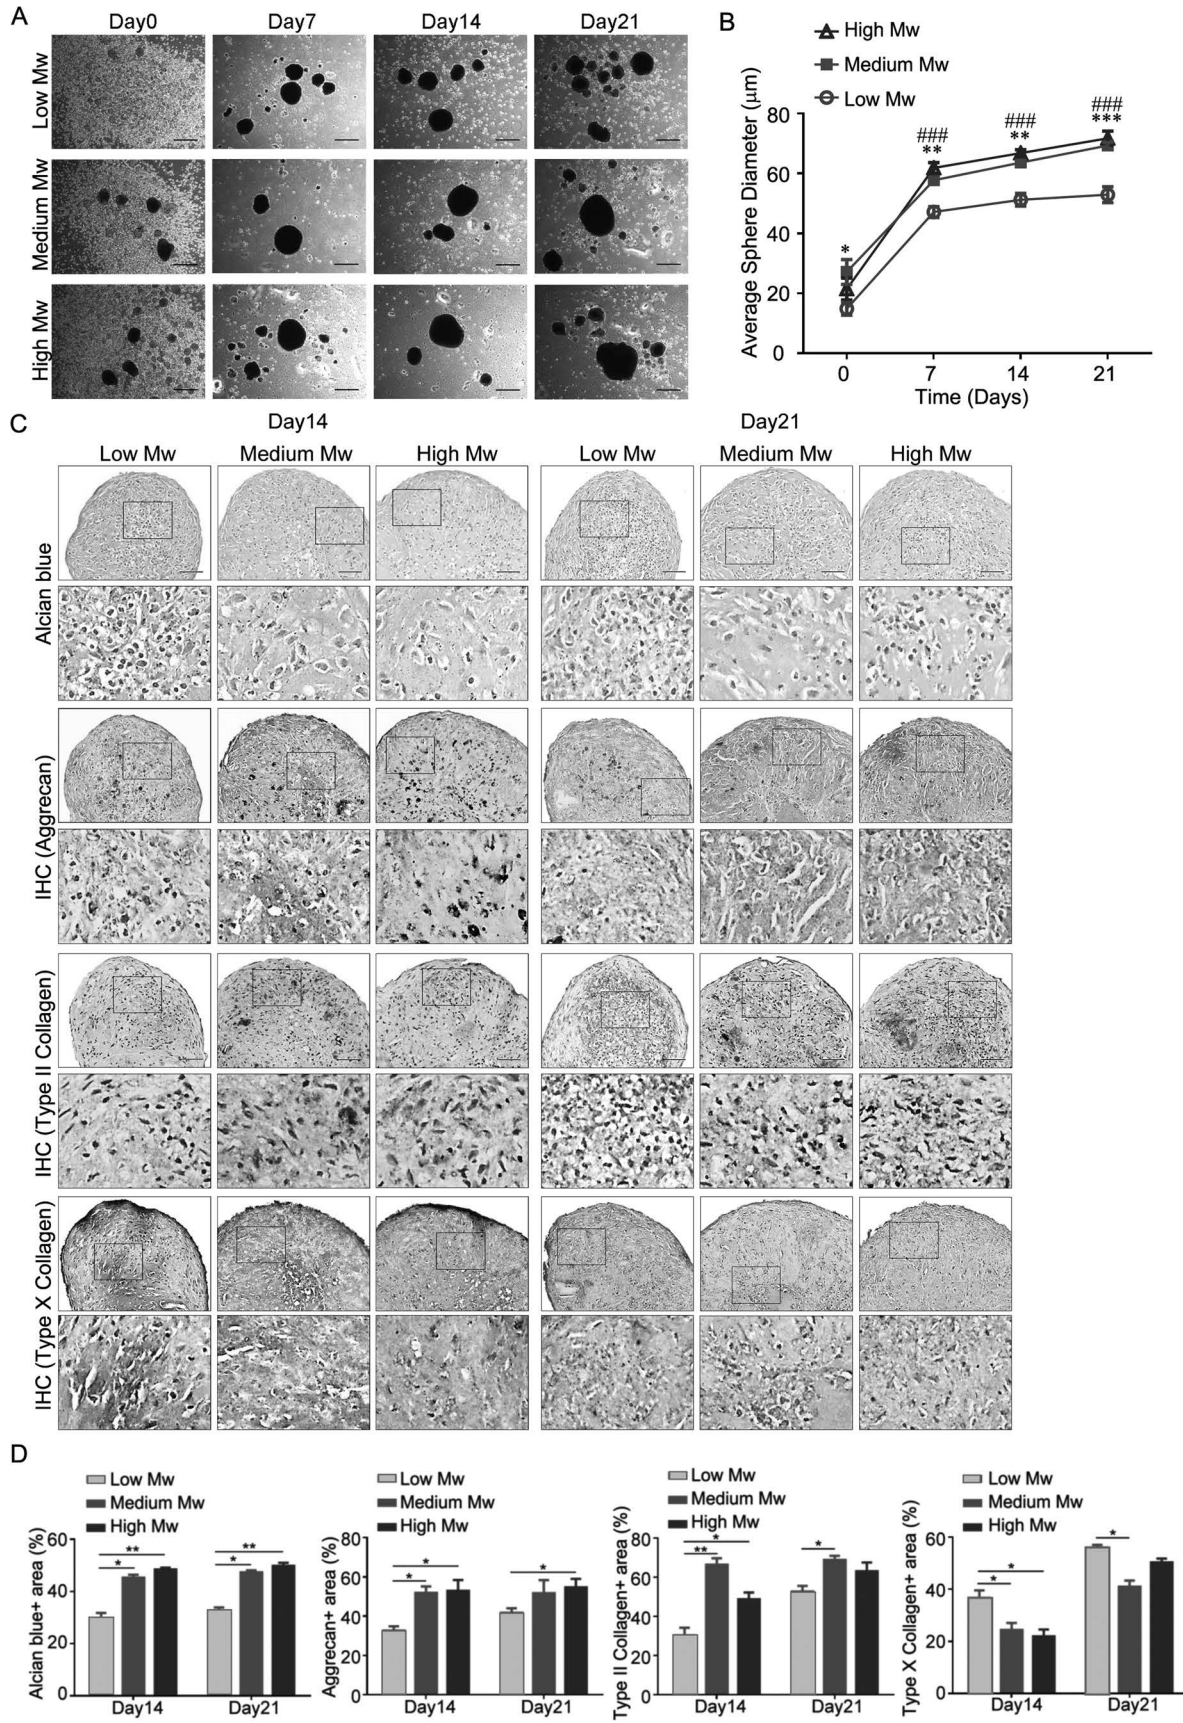 A
Day0 Day7 Day14 Day21
Low Mw
Medium Mw
High Mw
B
High Mw
Medium Mw
Low Mw
Average Sphere Diameter (μm)
80
60
40
20
0
*
###
**
###
**
###
***
0 7 14 21
Time (Days)
C
Day14 Day21
Low Mw Medium Mw High Mw Low Mw Medium Mw High Mw
Alcian blue
IHC (Aggrecan)
IHC (Type II Collagen)
IHC (Type X Collagen)
D
Low Mw
Medium Mw
High Mw
Alcian blue+ area (%)
60
40
20
0
** *
** *
Day14 Day21
Low Mw
Medium Mw
High Mw
Aggrecan+ area (%)
80
60
40
20
0
* *
*
Day14 Day21
Low Mw
Medium Mw
High Mw
Type II Collagen+ area (%)
80
60
40
20
0
* **
*
Day14 Day21
Low Mw
Medium Mw
High Mw
Type X Collagen+ area (%)
60
40
20
0
* *
*
Day14 Day21